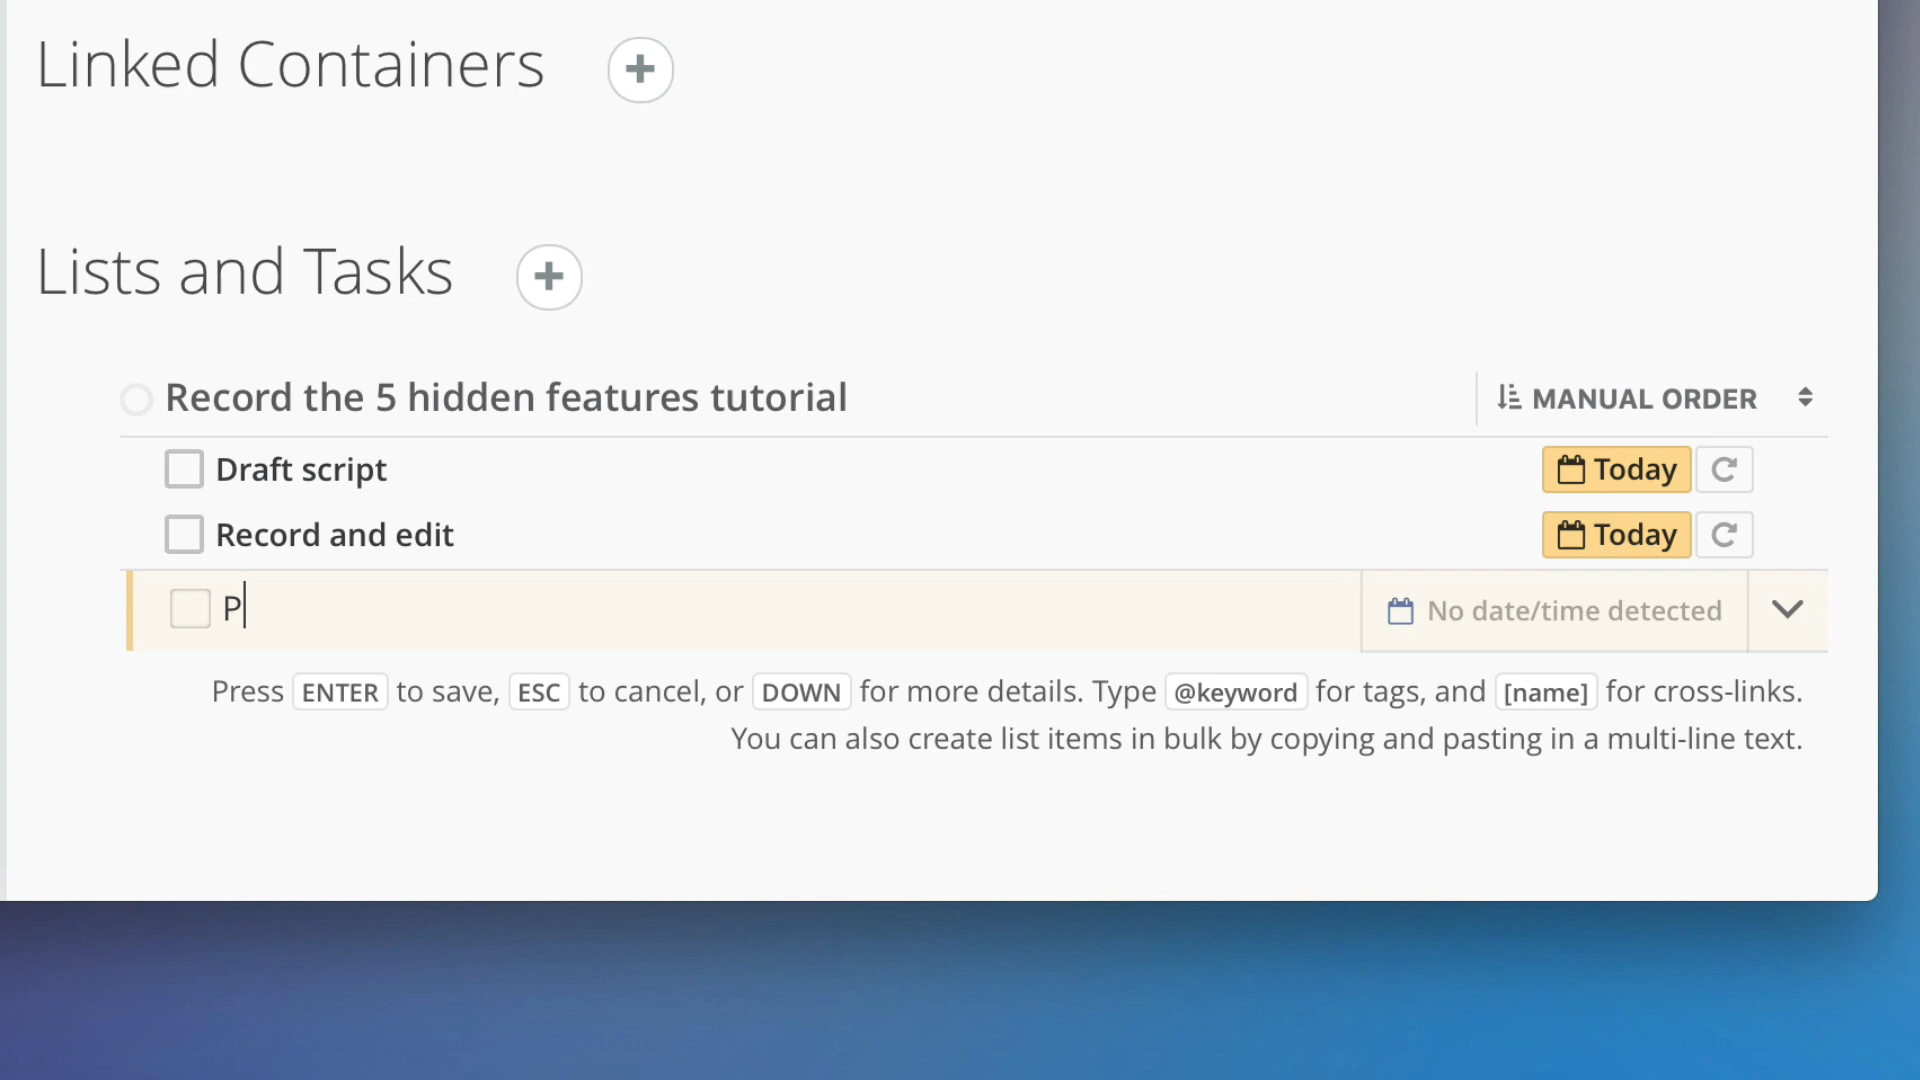 Linked Containers
Lists and Tasks
Record the 5 hidden features tutorial MANUAL ORDER
Draft script Today
Record and edit Today
P No date/time detected
Press ENTER to save, ESC to cancel, or DOWN for more details. Type @keyword for tags, and [name] for cross-links.
You can also create list items in bulk by copying and pasting in a multi-line text.